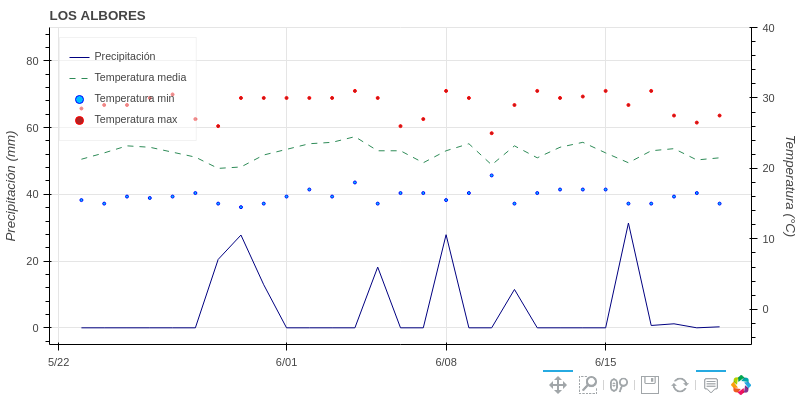 LOS ALBORES
Precipitación
Temperatura media
Temperatura min
Temperatura max
Precipitación (mm)
80
60
40
20
0
Temperatura (°C)
40
30
20
10
0
5/22
6/01
6/08
6/15